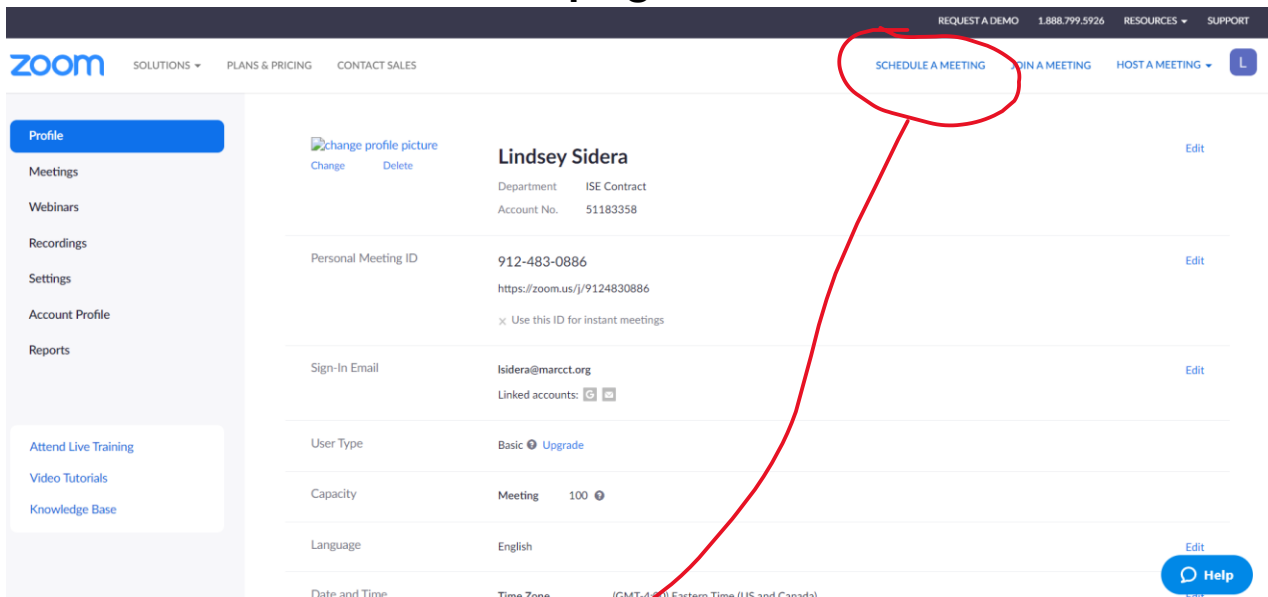 REQUEST A DEMO 1.888.799.5926 RESOURCES SUPPORT
zoom SOLUTIONS PLANS & PRICING CONTACT SALES SCHEDULE A MEETING JOIN A MEETING HOST A MEETING L
Profile
Meetings
Webinars
Recordings
Settings
Account Profile
Reports
Attend Live Training
Video Tutorials
Knowledge Base
change profile picture
Change Delete
Lindsey Sidera
Edit
Department ISE Contract
Account No. 51183358
Personal Meeting ID 912-483-0886 Edit
https://zoom.us/j/9124830886
x Use this ID for instant meetings
Sign-In Email lsidera@marcct.org Edit
Linked accounts: G
User Type Basic Upgrade
Capacity Meeting 100
Language English Edit
Help
Date and Time Time Zone (GMT-4:00) Eastern Time (US and Canada) Edit